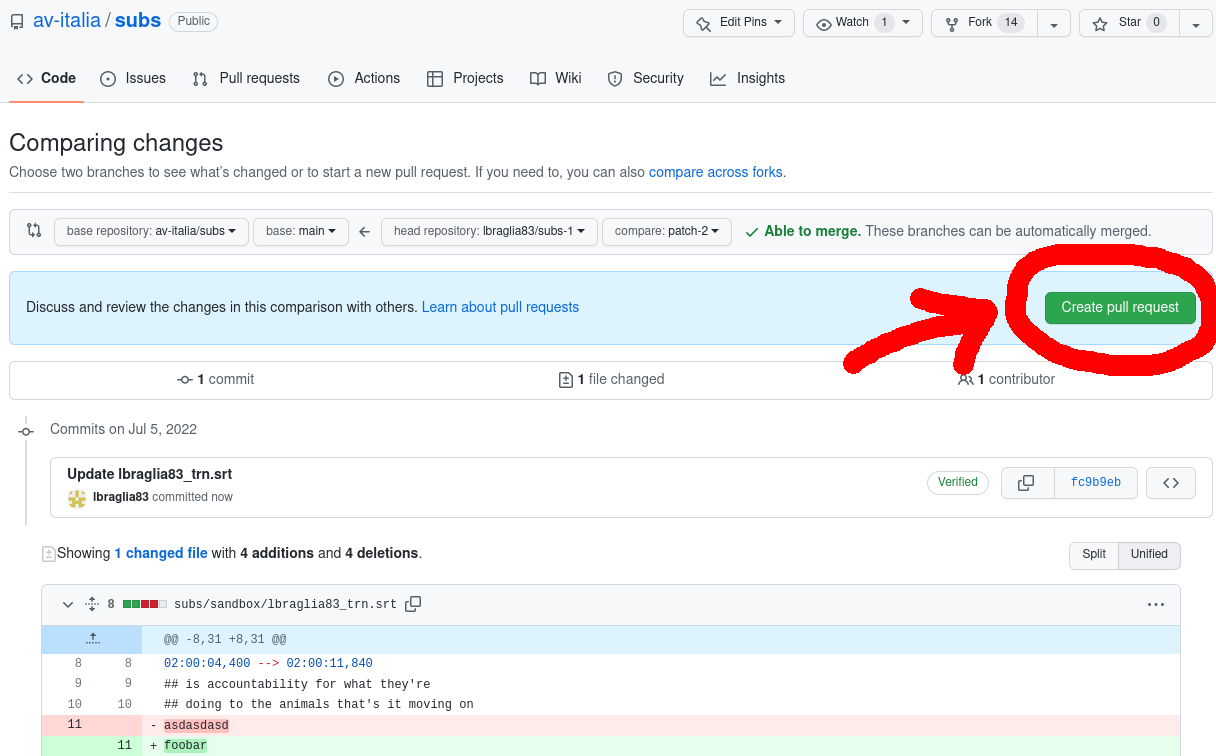 av-italia / subs Public Edit Pins Watch 1 Fork 14 Star 0
Code Issues Pull requests Actions Projects Wiki Security Insights
Comparing changes
Choose two branches to see what's changed or to start a new pull request. If you need to, you can also compare across forks.
base repository: av-italia/subs base: main ← head repository: lbraglia83/subs-1 compare: patch-2 Able to merge. These branches can be automatically merged.
Discuss and review the changes in this comparison with others. Learn about pull requests Create pull request
1 commit 1 file changed 1 contributor
Commits on Jul 5, 2022
Update lbraglia83_trn.srt
lbraglia83 committed now
Verified fc9b9eb
Showing 1 changed file with 4 additions and 4 deletions.
Split Unified
8 subs/sandbox/lbraglia83_trn.srt
@@ -8,31 +8,31 @@
8 8 02:00:04,400 --> 02:00:11,840
9 9 ## is accountability for what they're
10 10 ## doing to the animals that's it moving on
11 - asdasdasd
11 + foobar